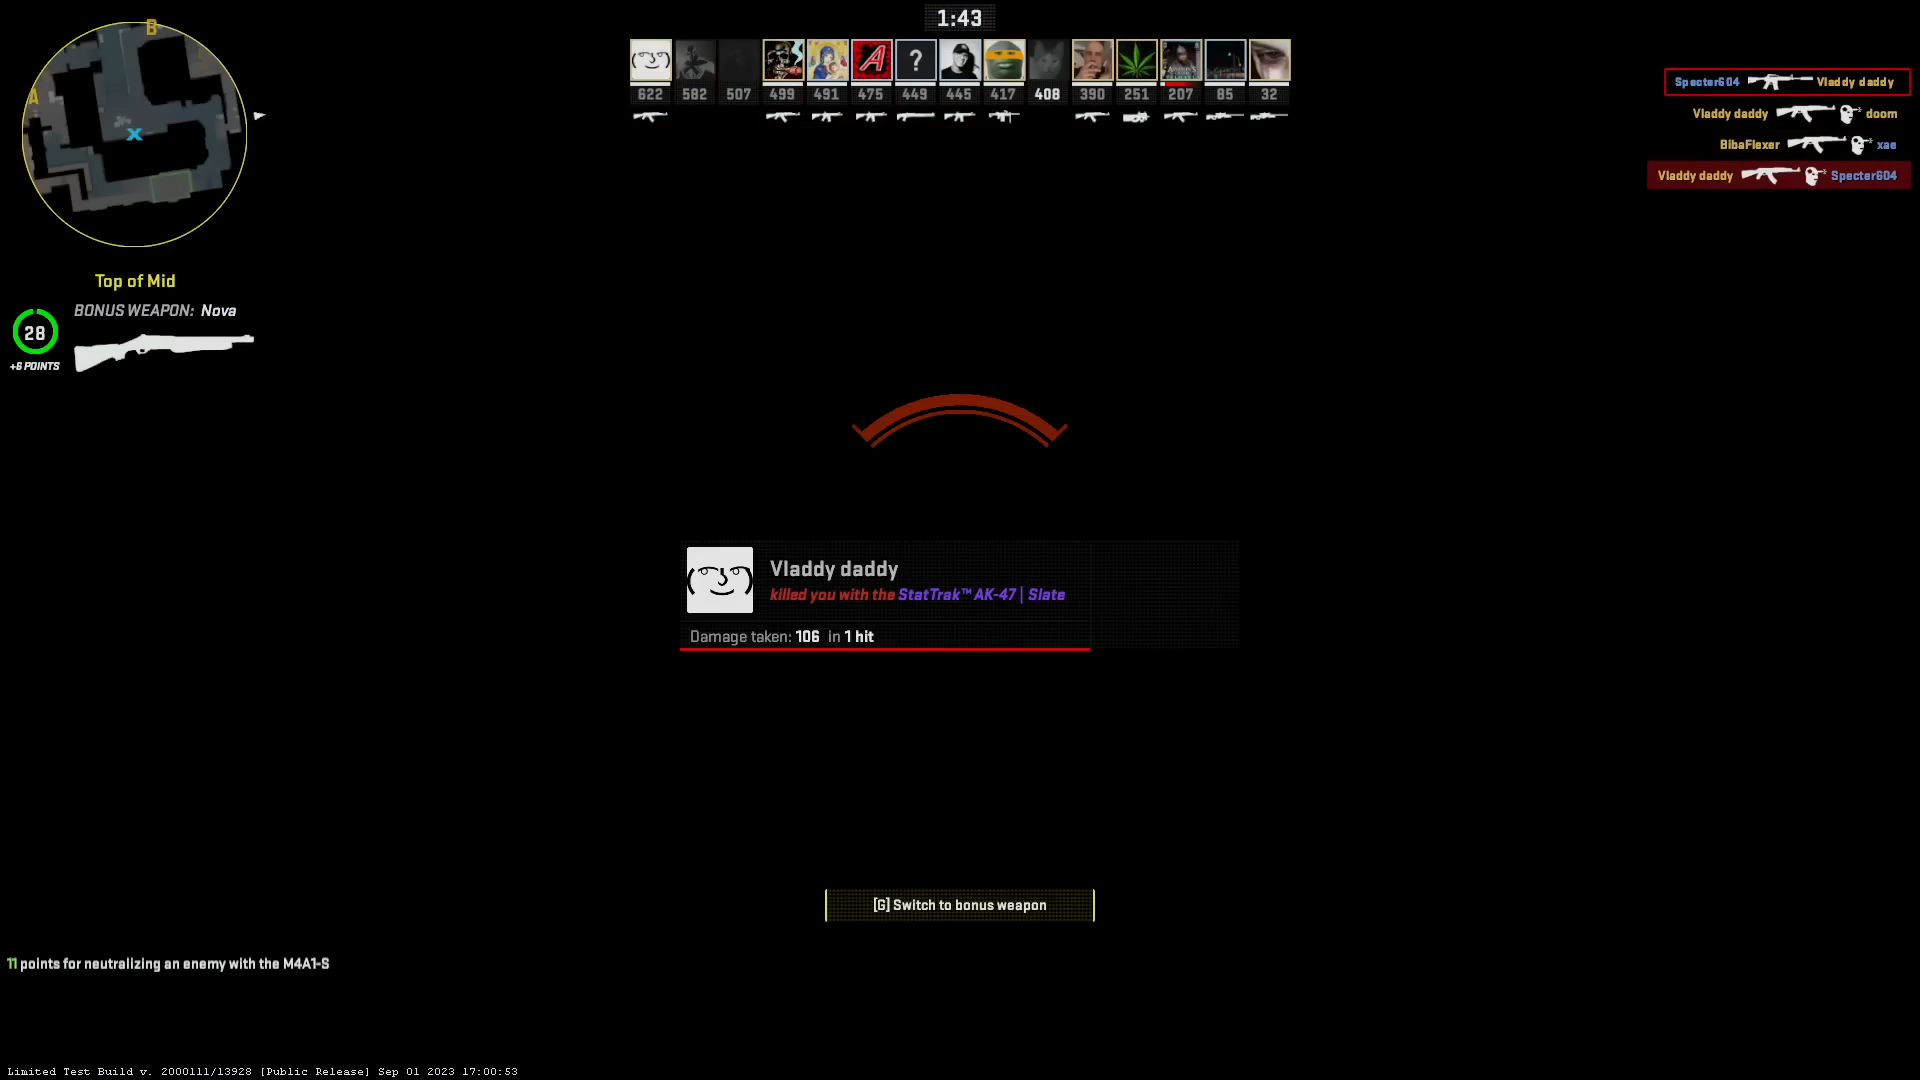 1:43
B
A
622 582 507 499 491 475 449 445 417 408 390 251 207 85 32
?
A
Specter604 Vladdy daddy
Vladdy daddy doom
BibaFlexer xae
Vladdy daddy Specter604
Top of Mid
BONUS WEAPON: Nova
28
+6 POINTS
Vladdy daddy
killed you with the StatTrak™ AK-47 | Slate
Damage taken: 106 in 1 hit
[G] Switch to bonus weapon
11 points for neutralizing an enemy with the M4A1-S
Limited Test Build v. 2000111/13928 [Public Release] Sep 01 2023 17:00:53